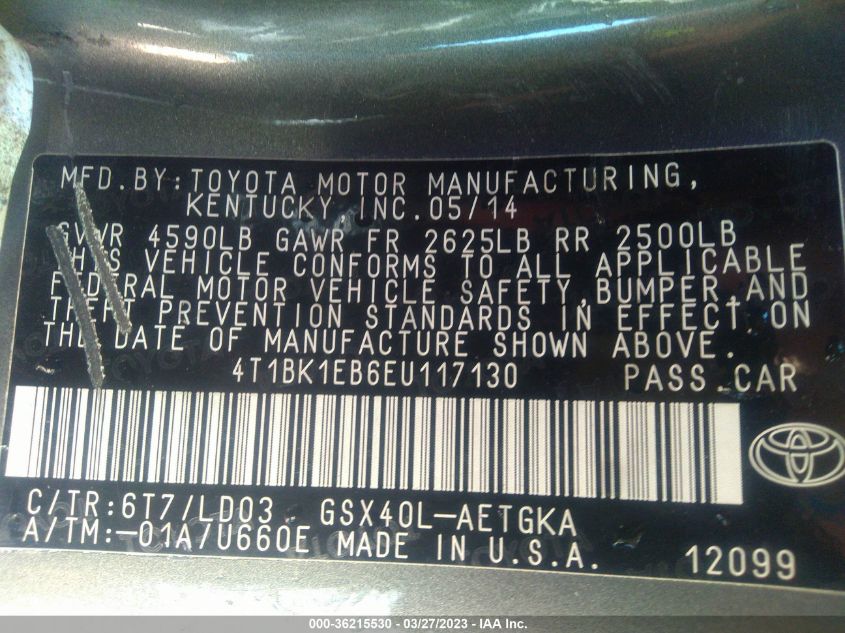 MFD.BY:TOYOTA MOTOR MANUFACTURING,
KENTUCKY, INC.05/14
GVWR 4590LB GAWR FR 2625LB RR 2500LB
THIS VEHICLE CONFORMS TO ALL APPLICABLE
FEDERAL MOTOR VEHICLE SAFETY,BUMPER,AND
THEFT PREVENTION STANDARDS IN EFFECT ON
THE DATE OF MANUFACTURE SHOWN ABOVE.
4T1BK1EB6EU117130 PASS.CAR
C/TR:6T7/LD03 GSX40L-AETGKA
A/TM:-01A/U660E MADE IN U.S.A. 12099
000-36215530 - 03/27/2023 - IAA Inc.